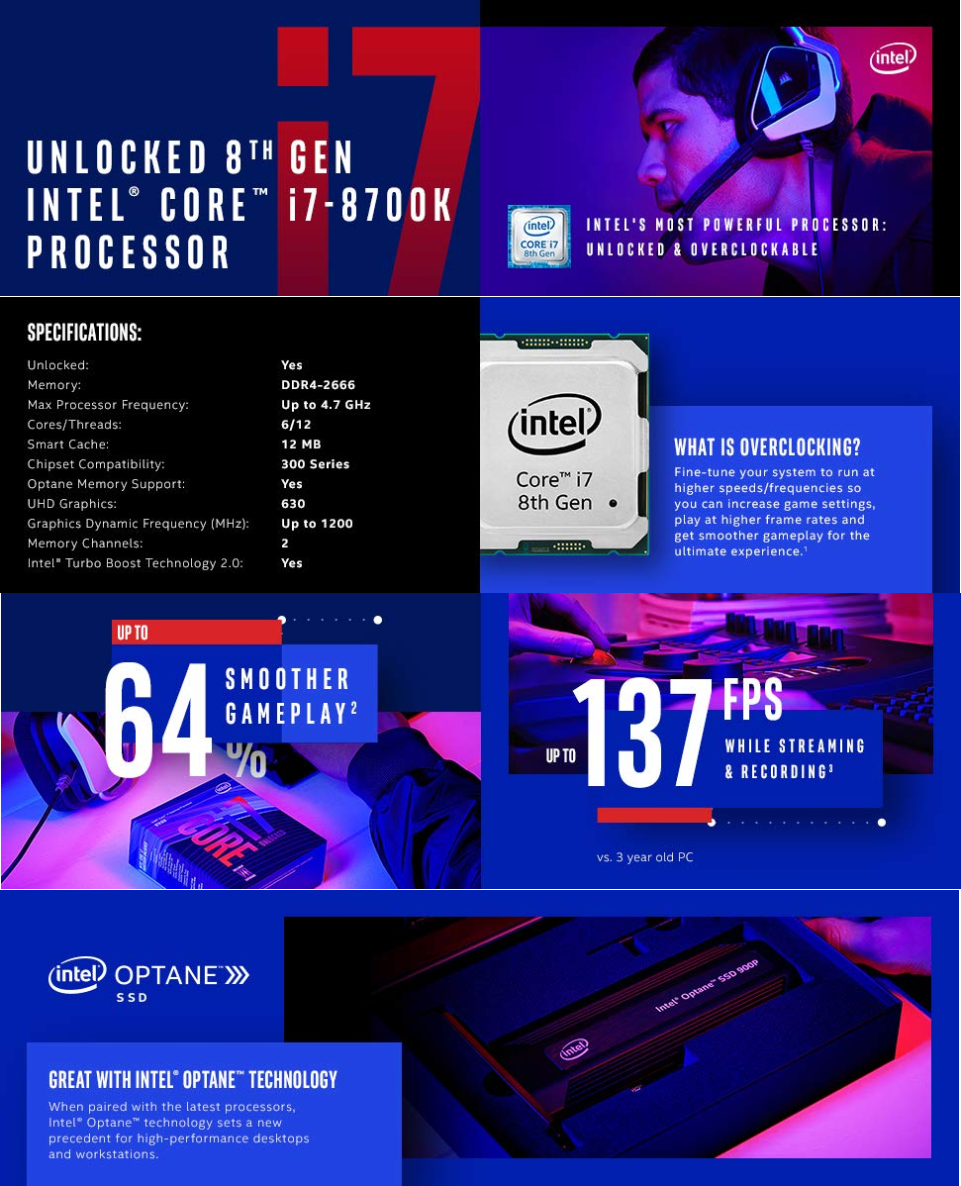 i7
UNLOCKED 8TH GEN
INTEL® CORE™ i7-8700K
PROCESSOR
intel
intel
CORE i7
8th Gen
INTEL'S MOST POWERFUL PROCESSOR:
UNLOCKED & OVERCLOCKABLE
SPECIFICATIONS:
Unlocked: Yes
Memory: DDR4-2666
Max Processor Frequency: Up to 4.7 GHz
Cores/Threads: 6/12
Smart Cache: 12 MB
Chipset Compatibility: 300 Series
Optane Memory Support: Yes
UHD Graphics: 630
Graphics Dynamic Frequency (MHz): Up to 1200
Memory Channels: 2
Intel® Turbo Boost Technology 2.0: Yes
intel®
Core™ i7
8th Gen
WHAT IS OVERCLOCKING?
Fine-tune your system to run at
higher speeds/frequencies so
you can increase game settings,
play at higher frame rates and
get smoother gameplay for the
ultimate experience.¹
UP TO
64%
SMOOTHER
GAMEPLAY²
intel
CORE i7
UP TO 137 FPS
WHILE STREAMING
& RECORDING³
vs. 3 year old PC
intel OPTANE™
SSD
intel
Intel® Optane™ SSD 900P
GREAT WITH INTEL® OPTANE™ TECHNOLOGY
When paired with the latest processors,
Intel® Optane™ technology sets a new
precedent for high-performance desktops
and workstations.